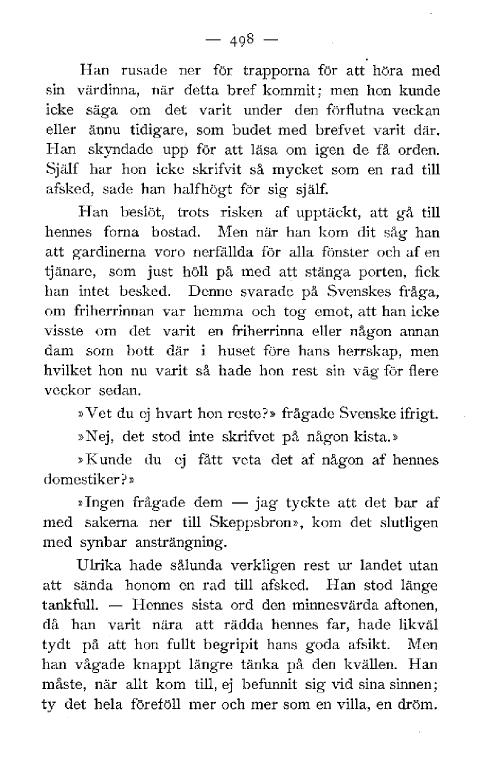 — 498 —
Han rusade ner för trapporna för att höra med
sin värdinna, när detta bref kommit; men hon kunde
icke säga om det varit under den förflutna veckan
eller ännu tidigare, som budet med brefvet varit där.
Han skyndade upp för att läsa om igen de få orden.
Själf har hon icke skrifvit så mycket som en rad till
afsked, sade han halfhögt för sig själf.
Han beslöt, trots risken af upptäckt, att gå till
hennes forna bostad. Men när han kom dit såg han
att gardinerna voro nerfällda för alla fönster och af en
tjänare, som just höll på med att stänga porten, fick
han intet besked. Denne svarade på Svenskes fråga,
om friherrinnan var hemma och tog emot, att han icke
visste om det varit en friherrinna eller någon annan
dam som bott där i huset före hans herrskap, men
hvilket hon nu varit så hade hon rest sin väg för flere
veckor sedan.
»Vet du ej hvart hon reste?» frågade Svenske ifrigt.
»Nej, det stod inte skrifvet på någon kista.»
»Kunde du ej fått veta det af någon af hennes
domestiker?»
»Ingen frågade dem — jag tyckte att det bar af
med sakerna ner till Skeppsbron», kom det slutligen
med synbar ansträngning.
Ulrika hade sålunda verkligen rest ur landet utan
att sända honom en rad till afsked. Han stod länge
tankfull. — Hennes sista ord den minnesvärda aftonen,
då han varit nära att rädda hennes far, hade likväl
tydt på att hon fullt begripit hans goda afsikt. Men
han vågade knappt längre tänka på den kvällen. Han
måste, när allt kom till, ej befunnit sig vid sina sinnen;
ty det hela föreföll mer och mer som en villa, en dröm.